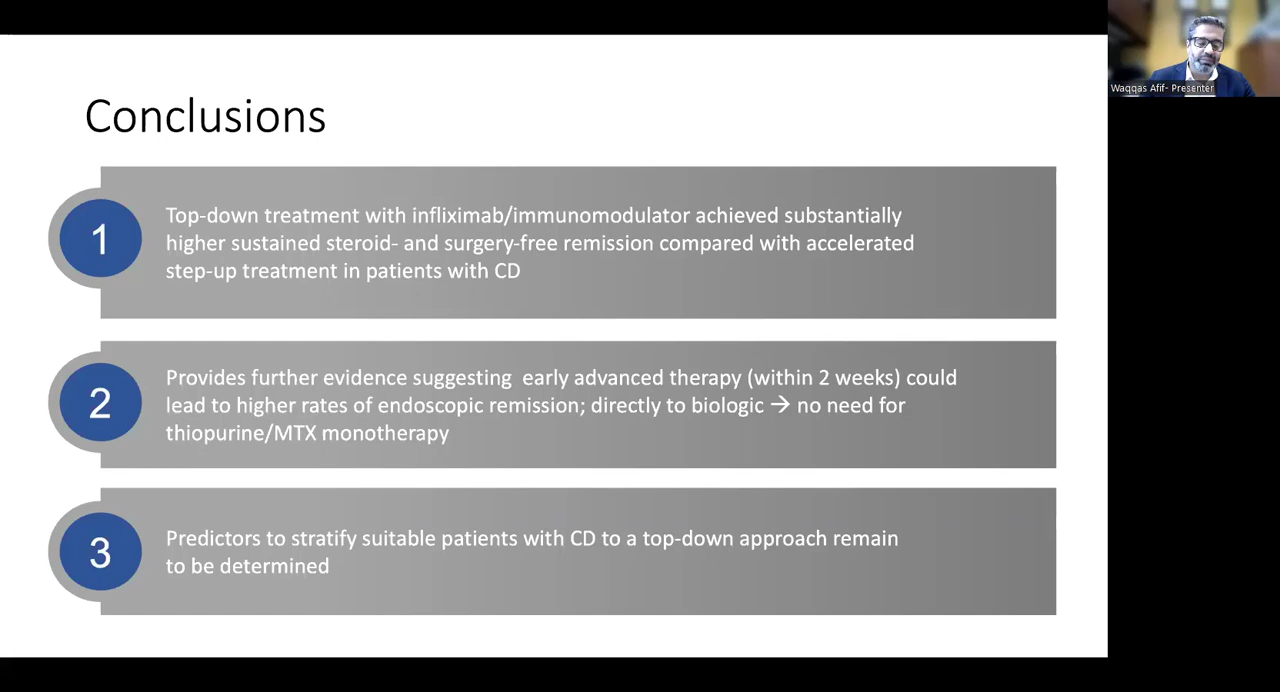 Conclusions
1
Top-down treatment with infliximab/immunomodulator achieved substantially
higher sustained steroid- and surgery-free remission compared with accelerated
step-up treatment in patients with CD
2
Provides further evidence suggesting  early advanced therapy (within 2 weeks) could
lead to higher rates of endoscopic remission; directly to biologic → no need for
thiopurine/MTX monotherapy
3
Predictors to stratify suitable patients with CD to a top-down approach remain
to be determined
Waqqas Afif- Presenter